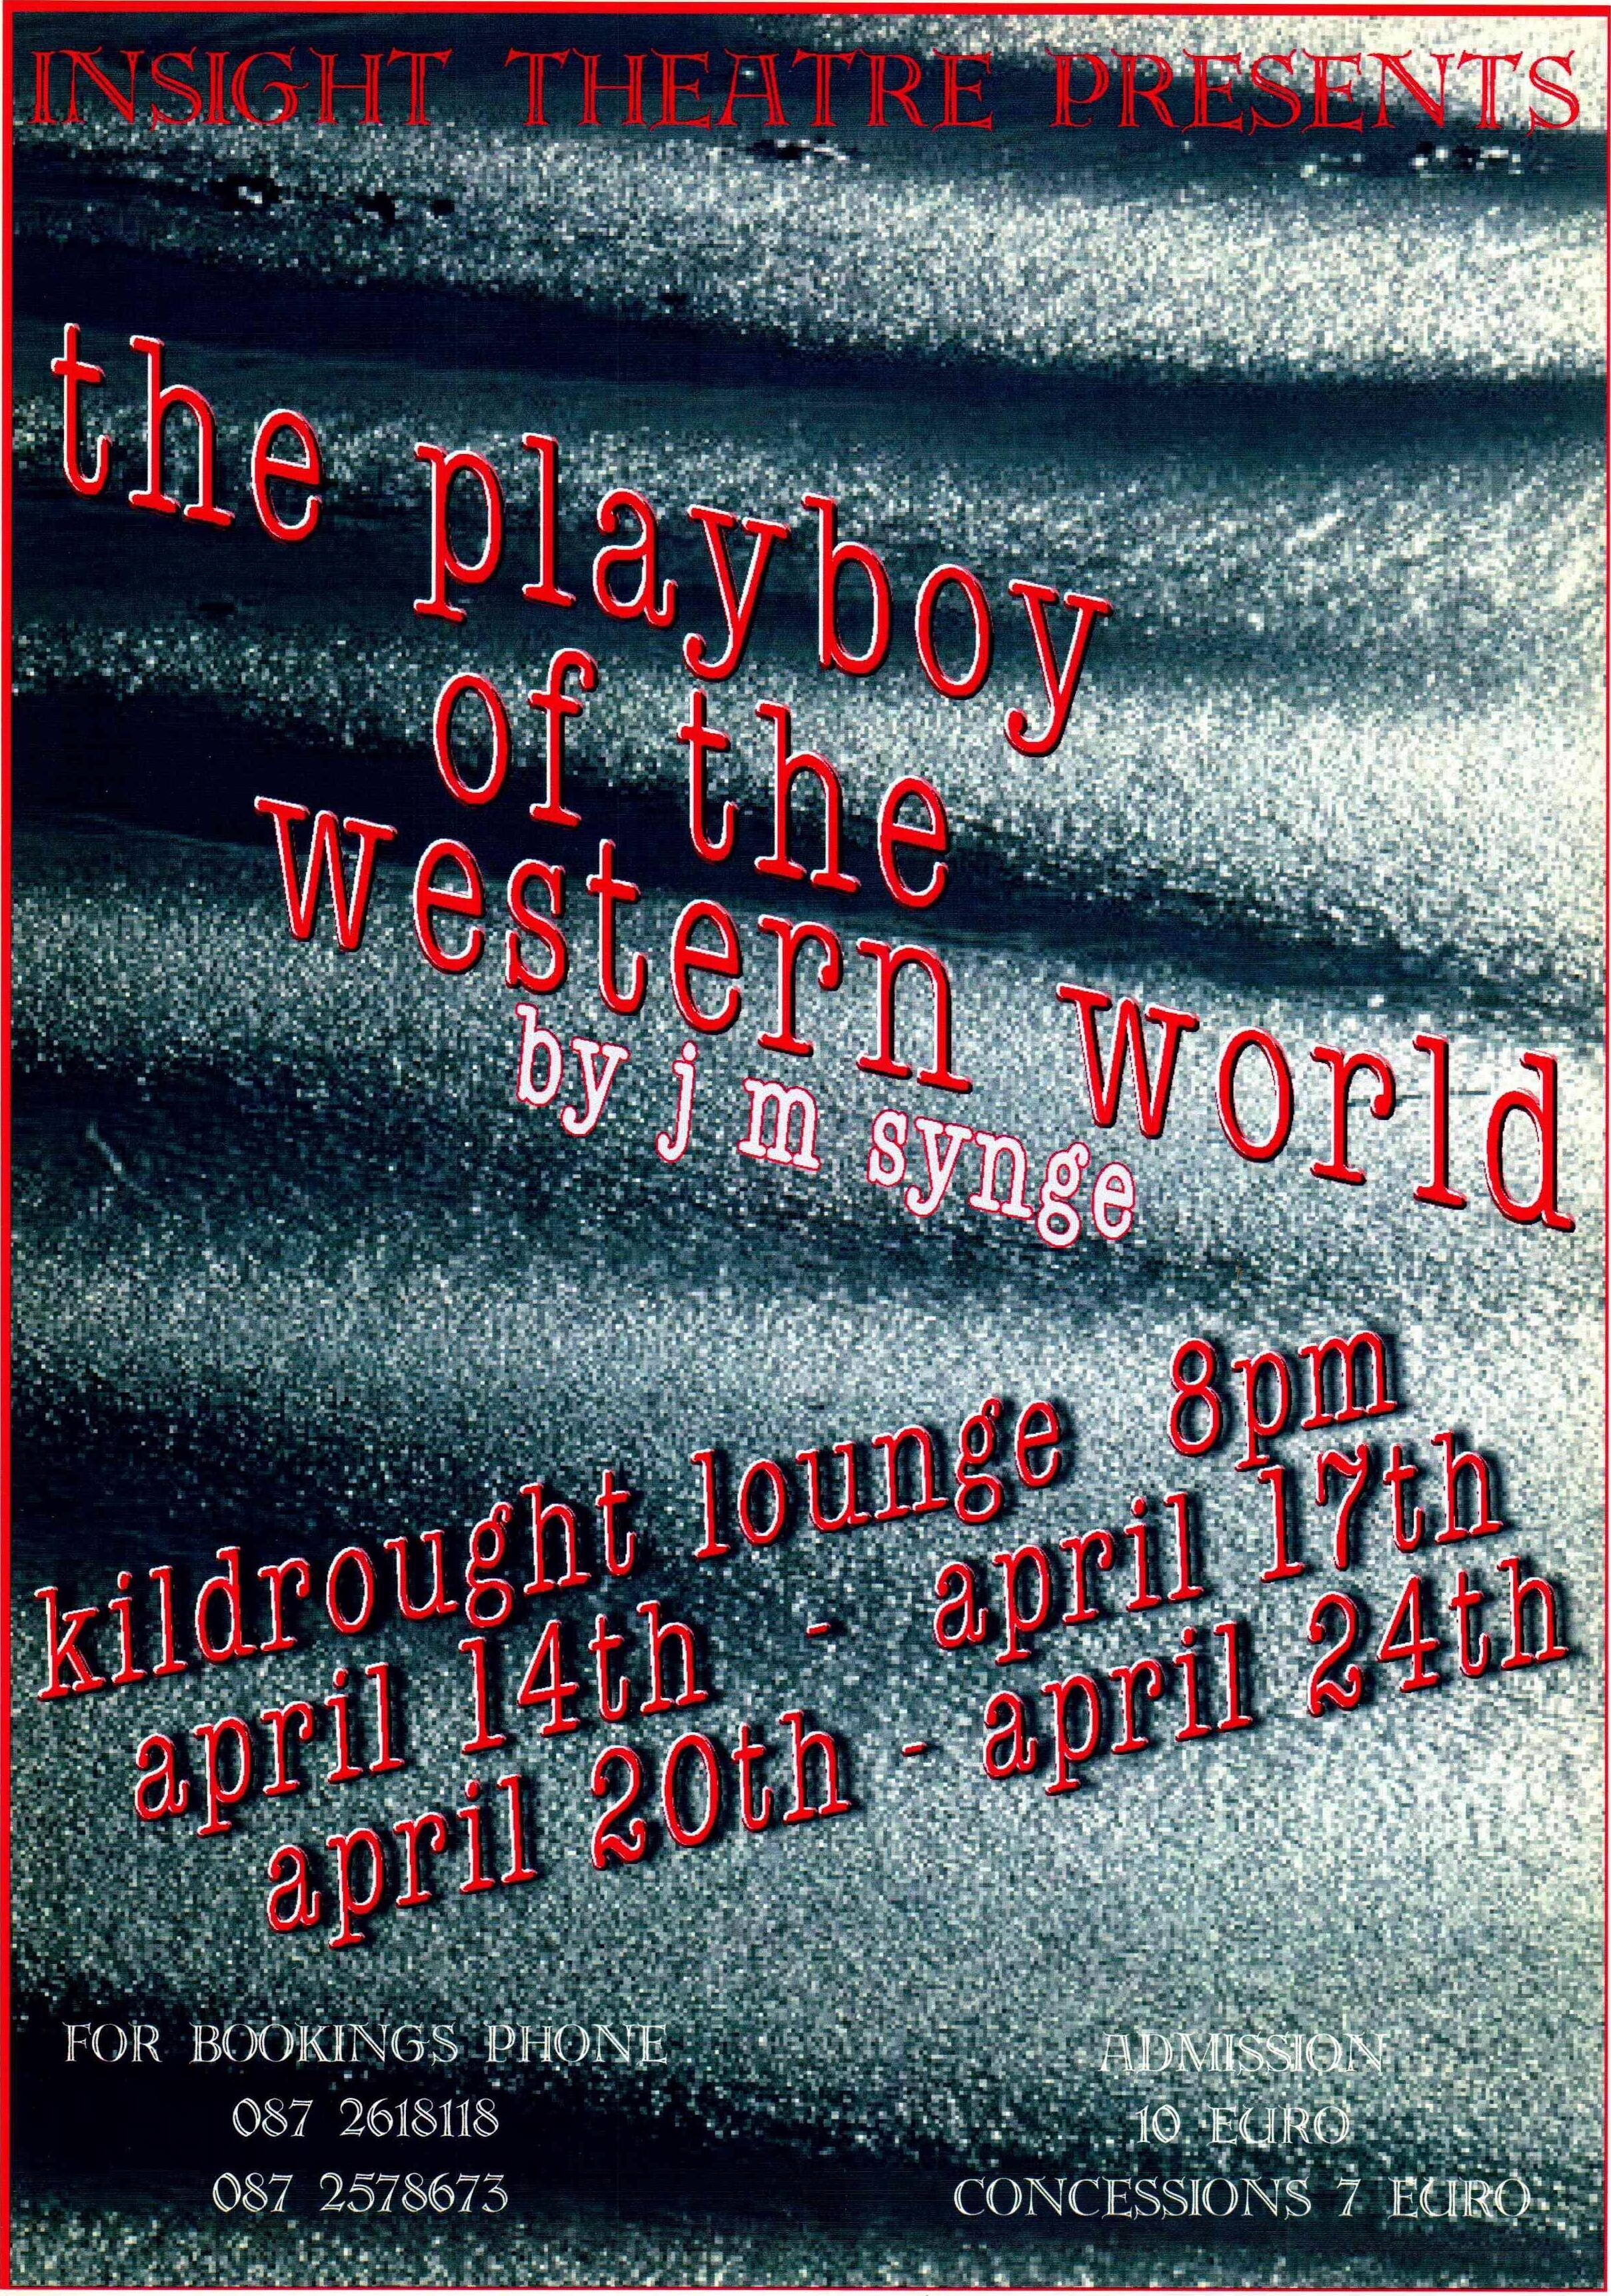 INSIGHT THEATRE PRESENTS
the playboy
of the
western world
by j m synge
kildrought lounge 8pm
april 14th - april 17th
april 20th - april 24th
FOR BOOKINGS PHONE
087 2618118
087 2578673
ADMISSION
10 EURO
CONCESSIONS 7 EURO